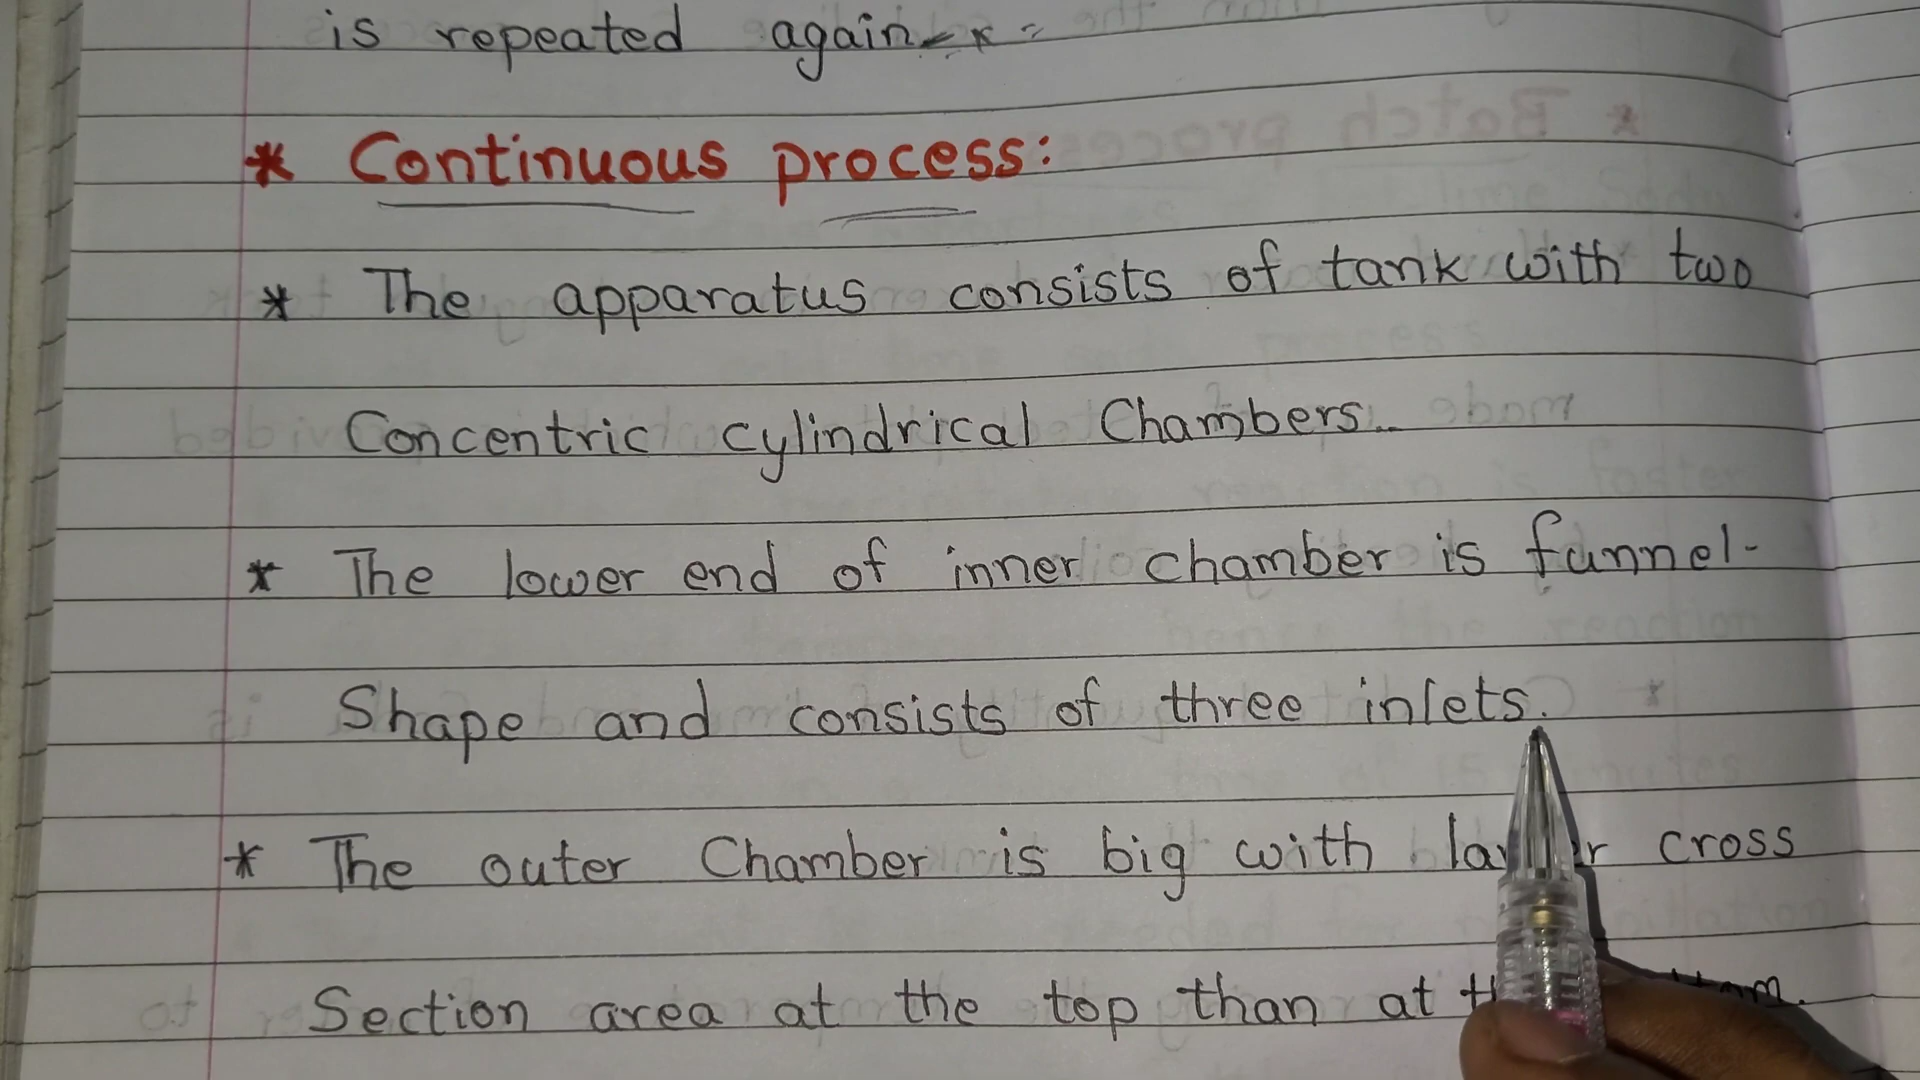 is repeated again
* Continuous process:
* The apparatus consists of tank with two
Concentric cylindrical Chambers.
* The lower end of inner chamber is funnel-
Shape and consists of three inlets.
* The outer Chamber is big with cross
Section area at the top than at